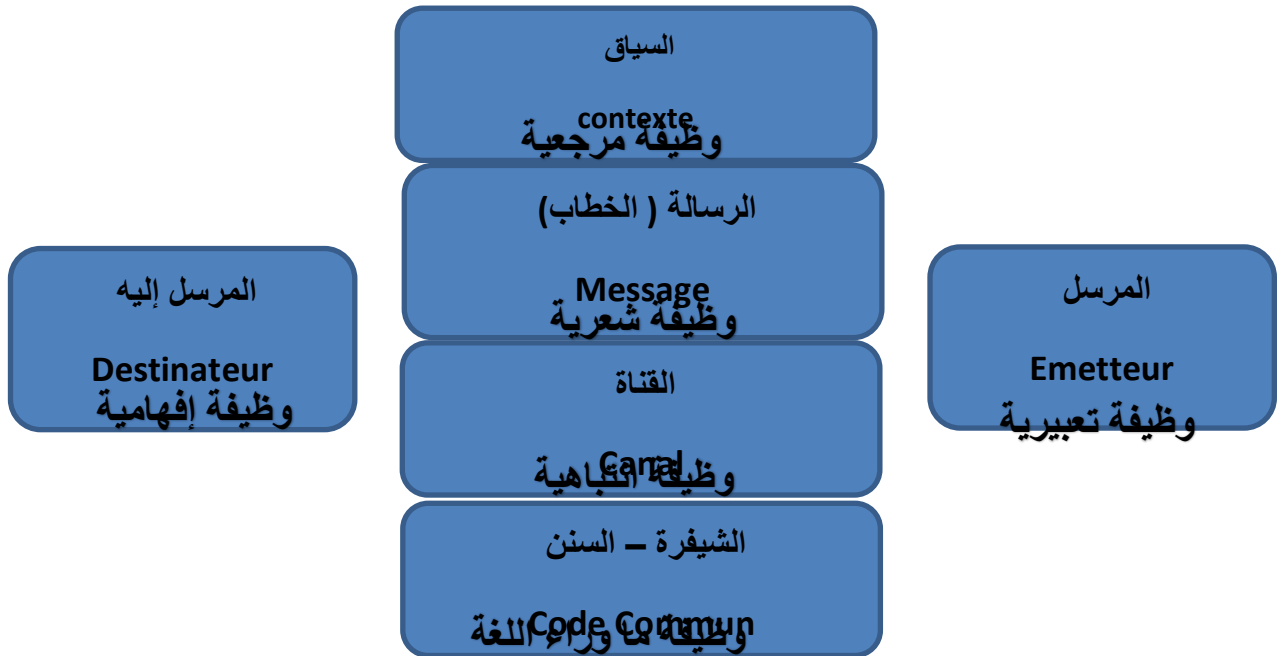 السياق
contexte
وظيفة مرجعية
الرسالة ( الخطاب)
Message
وظيفة شعرية
المرسل
Emetteur
وظيفة تعبيرية
المرسل إليه
Destinateur
وظيفة إفهامية
القناة
Canal
وظيفة انتباهية
الشيفرة – السنن
Code Commun
وظيفة ما وراء اللغة